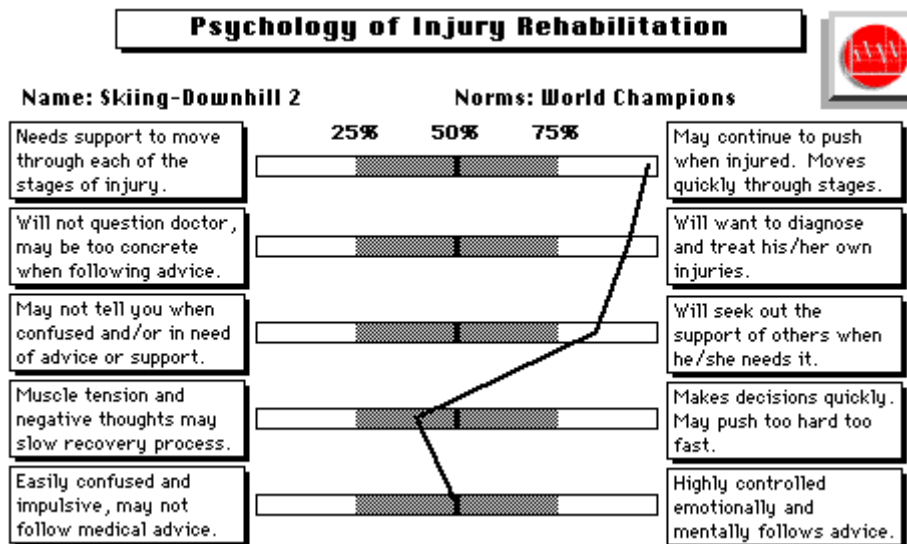 Psychology of Injury Rehabilitation
Name: Skiing-Downhill 2
Norms: World Champions
25% 50% 75%
Needs support to move
through each of the
stages of injury.
May continue to push
when injured. Moves
quickly through stages.
Will not question doctor,
may be too concrete
when following advice.
Will want to diagnose
and treat his/her own
injuries.
May not tell you when
confused and/or in need
of advice or support.
Will seek out the
support of others when
he/she needs it.
Muscle tension and
negative thoughts may
slow recovery process.
Makes decisions quickly.
May push too hard too
fast.
Easily confused and
impulsive, may not
follow medical advice.
Highly controlled
emotionally and
mentally follows advice.